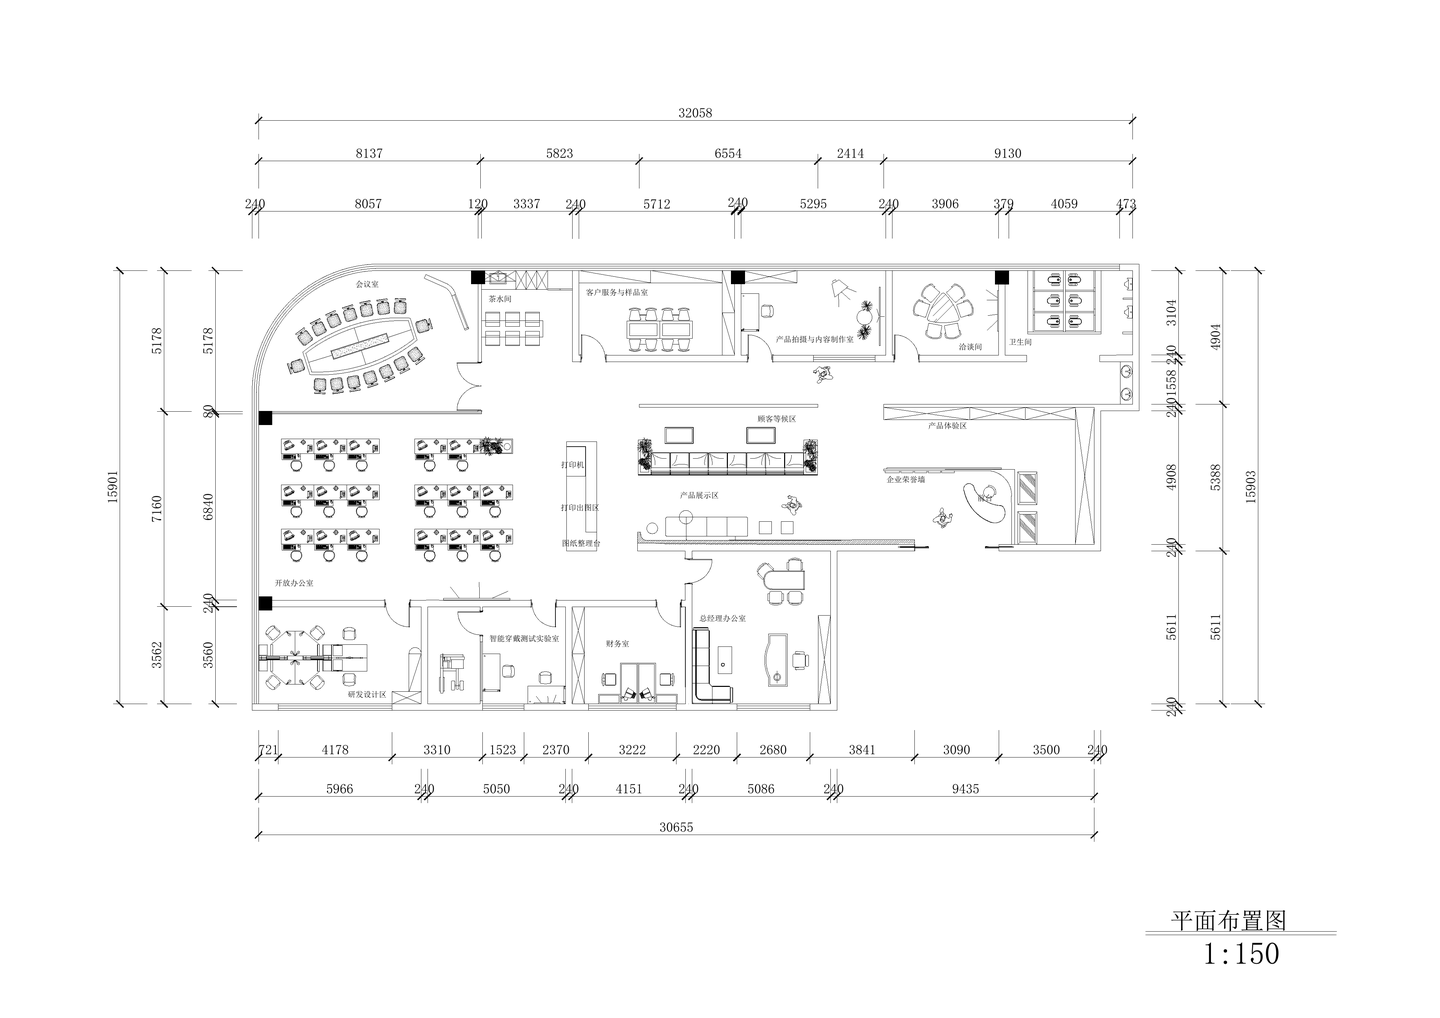 32058
8137 5823 6554 2414 9130
240 8057 120 3337 240 5712 240 5295 240 3906 379 4059 473
会议室
茶水间
客户服务与样品室
产品拍摄与内容制作室
洽谈间
卫生间
顾客等候区
产品体验区
打印机
企业荣誉墙
前台
产品展示区
打印出图区
图纸整理台
开放办公室
总经理办公室
智能穿戴测试实验室
财务室
研发设计区
15901
5178 7160 3562
5178 80 6840 240 3560
3104 240 1558 240 4908 240 5611 240
4904 5388 5611
15903
721 4178 3310 1523 2370 3222 2220 2680 3841 3090 3500 240
5966 240 5050 240 4151 240 5086 240 9435
30655
平面布置图
1:150